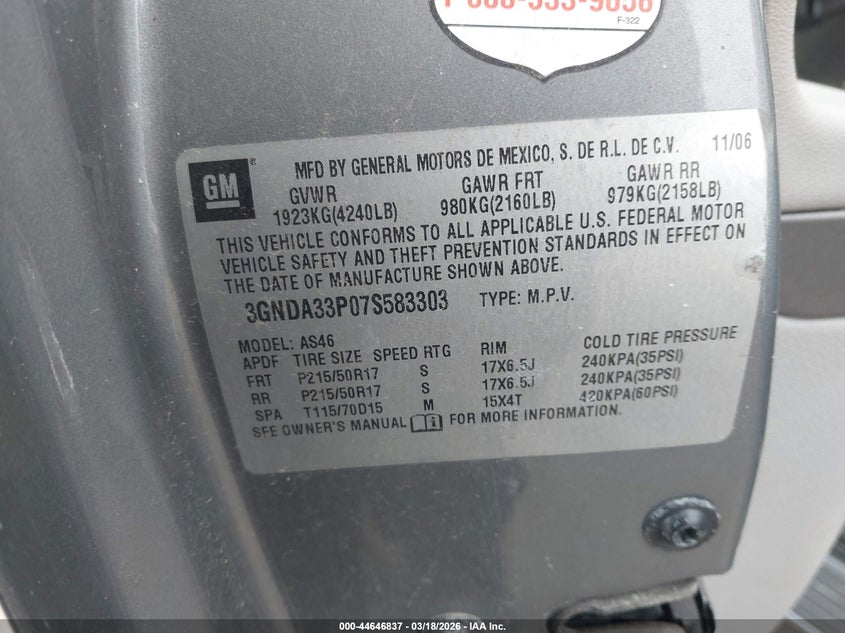 F-322
GM
MFD BY GENERAL MOTORS DE MEXICO, S. DE R.L. DE C.V. 11/06
GVWR GAWR FRT GAWR RR
1923KG(4240LB) 980KG(2160LB) 979KG(2158LB)
THIS VEHICLE CONFORMS TO ALL APPLICABLE U.S. FEDERAL MOTOR
VEHICLE SAFETY AND THEFT PREVENTION STANDARDS IN EFFECT ON
THE DATE OF MANUFACTURE SHOWN ABOVE.
3GNDA33P07S583303 TYPE: M.P.V.
MODEL: AS46
APDF TIRE SIZE SPEED RTG RIM COLD TIRE PRESSURE
FRT P215/50R17 S 17X6.5J 240KPA(35PSI)
RR P215/50R17 S 17X6.5J 240KPA(35PSI)
SPA T115/70D15 M 15X4T 420KPA(60PSI)
SEE OWNER'S MANUAL FOR MORE INFORMATION.
000-44646837 - 03/18/2026 - IAA Inc.